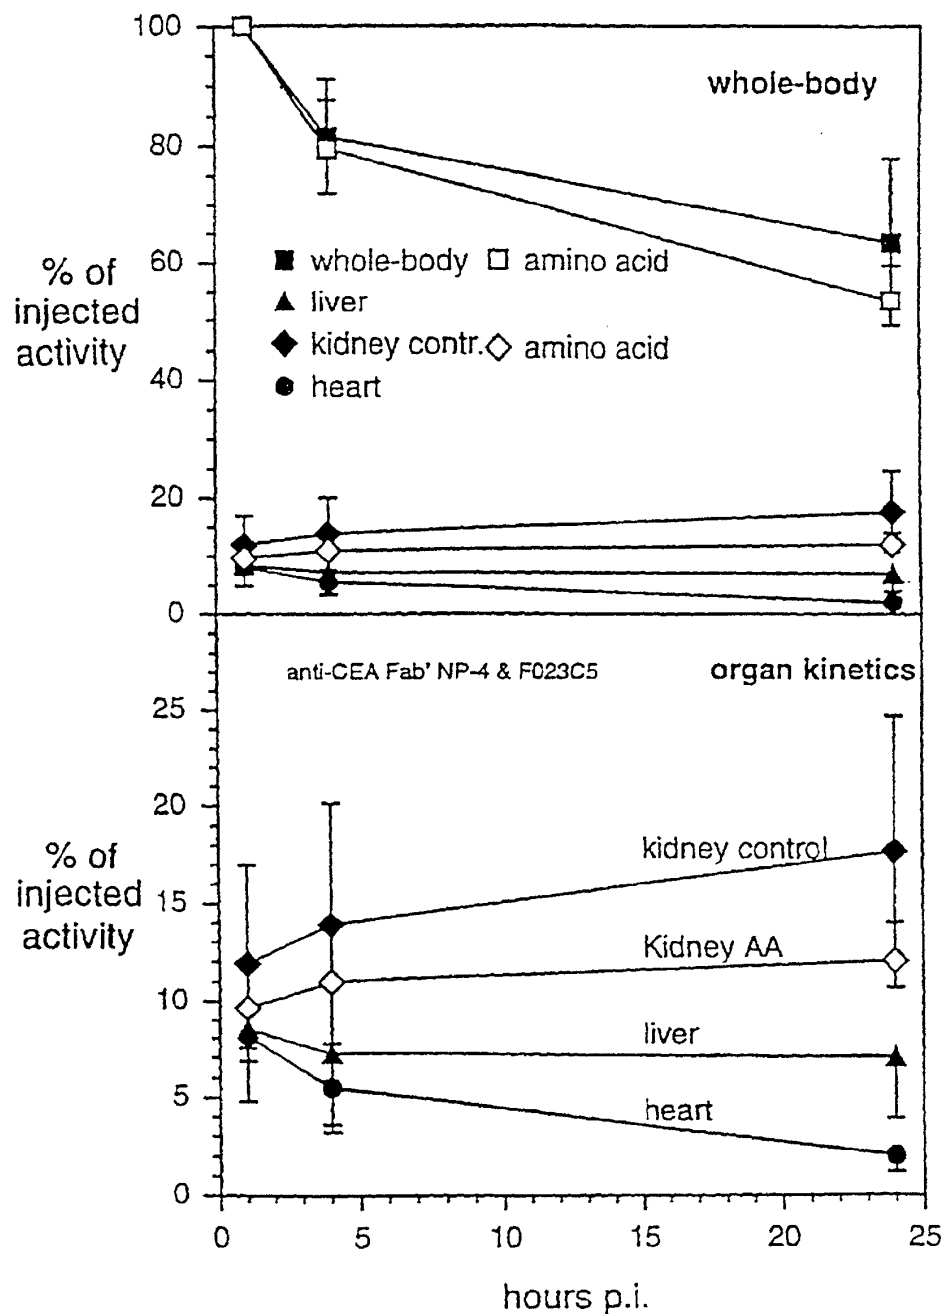 100
whole-body
80
% of
injected
activity
60
whole-body amino acid
liver
kidney contr. amino acid
heart
40
20
0
anti-CEA Fab' NP-4 & F023C5 organ kinetics
25
20
% of
injected
activity
kidney control
15
Kidney AA
10
liver
5
heart
0
0 5 10 15 20 25
hours p.i.